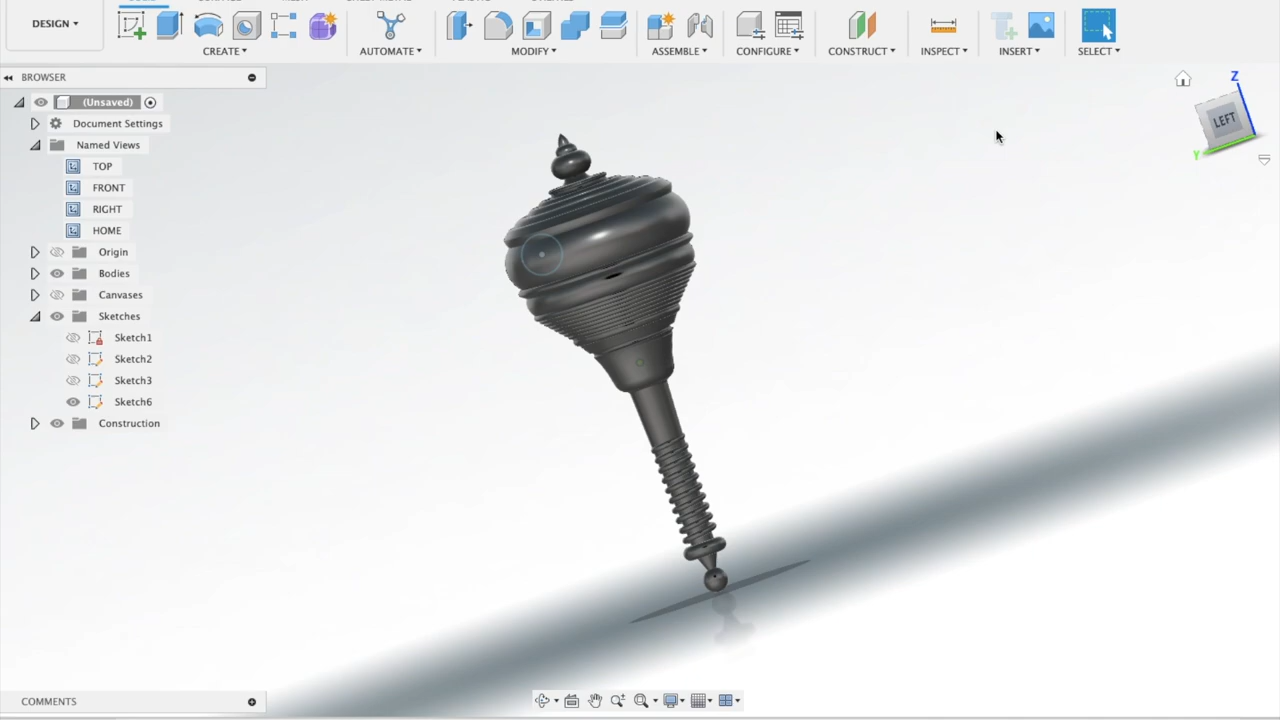 DESIGN
CREATE
AUTOMATE
MODIFY
ASSEMBLE
CONFIGURE
CONSTRUCT
INSPECT
INSERT
SELECT
BROWSER
(Unsaved)
Document Settings
Named Views
TOP
FRONT
RIGHT
HOME
Origin
Bodies
Canvases
Sketches
Sketch1
Sketch2
Sketch3
Sketch6
Construction
Z
LEFT
Y
COMMENTS